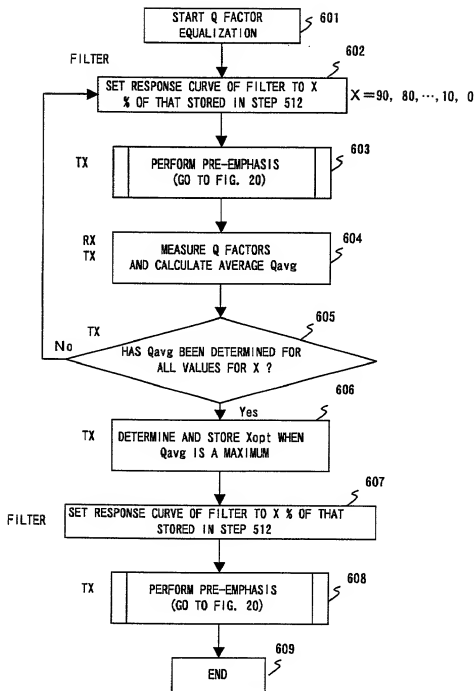 START Q FACTOR
EQUALIZATION
601
FILTER
602
SET RESPONSE CURVE OF FILTER TO X
% OF THAT STORED IN STEP 512
X=90, 80, ···, 10, 0
TX
603
PERFORM PRE-EMPHASIS
(GO TO FIG. 20)
RX
TX
604
MEASURE Q FACTORS
AND CALCULATE AVERAGE Qavg
TX
605
No
HAS Qavg BEEN DETERMINED FOR
ALL VALUES FOR X ?
Yes
606
TX
DETERMINE AND STORE Xopt WHEN
Qavg IS A MAXIMUM
607
FILTER
SET RESPONSE CURVE OF FILTER TO X % OF THAT
STORED IN STEP 512
TX
608
PERFORM PRE-EMPHASIS
(GO TO FIG. 20)
609
END